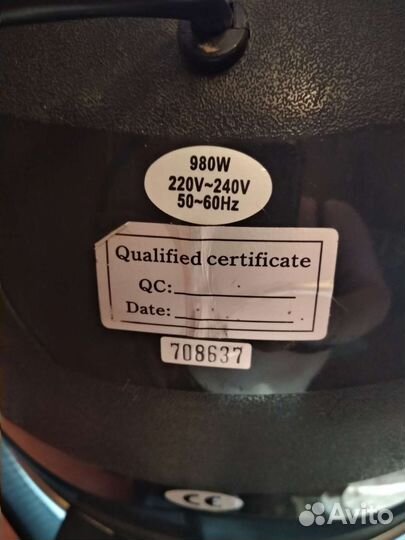 980W
220V~240V
50~60Hz
Qualified certificate
QC:
Date:
708637
CE
Avito